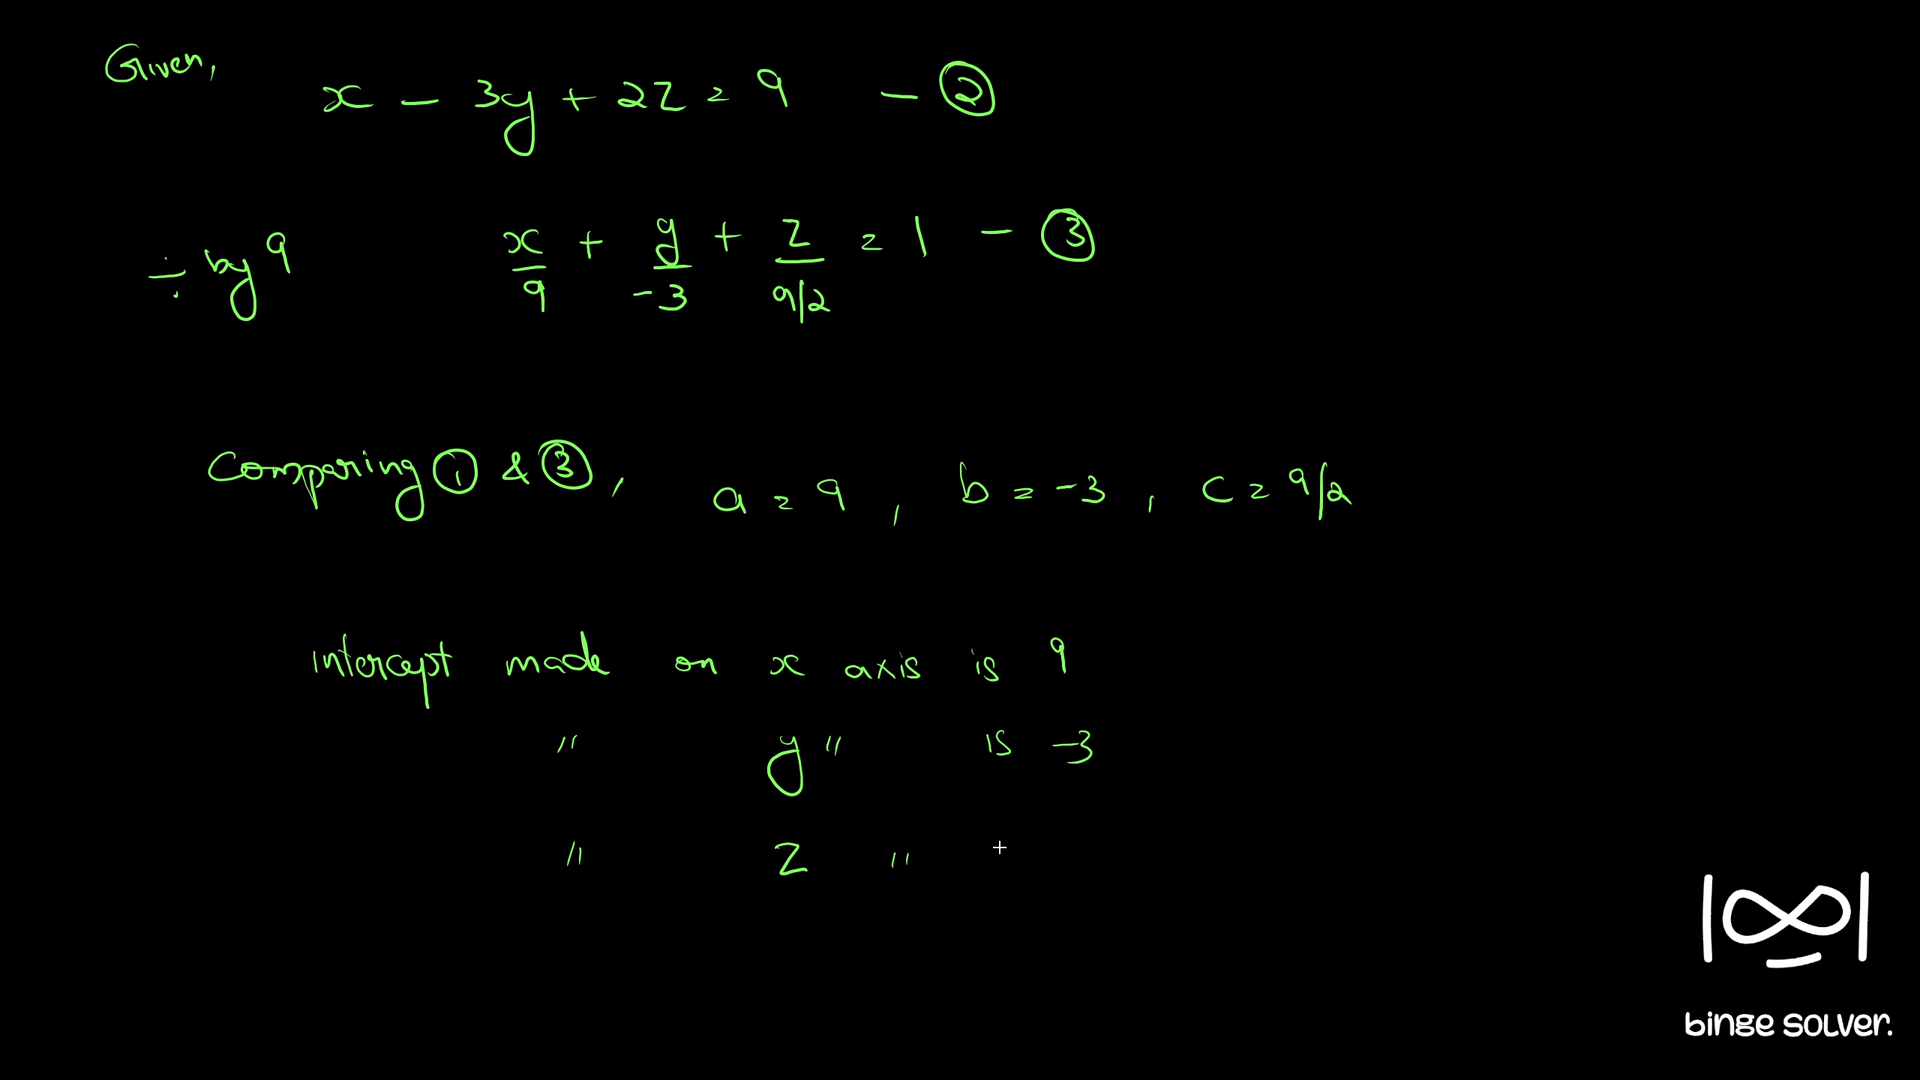 Given,
x - 3y + 2z = 9 - ②
÷ by 9 x/9 + y/-3 + z/9/2 = 1 - ③
Comparing ① & ③, a = 9, b = -3, c = 9/2
intercept made on x axis is 9
" y " is -3
" z "
binge solver.